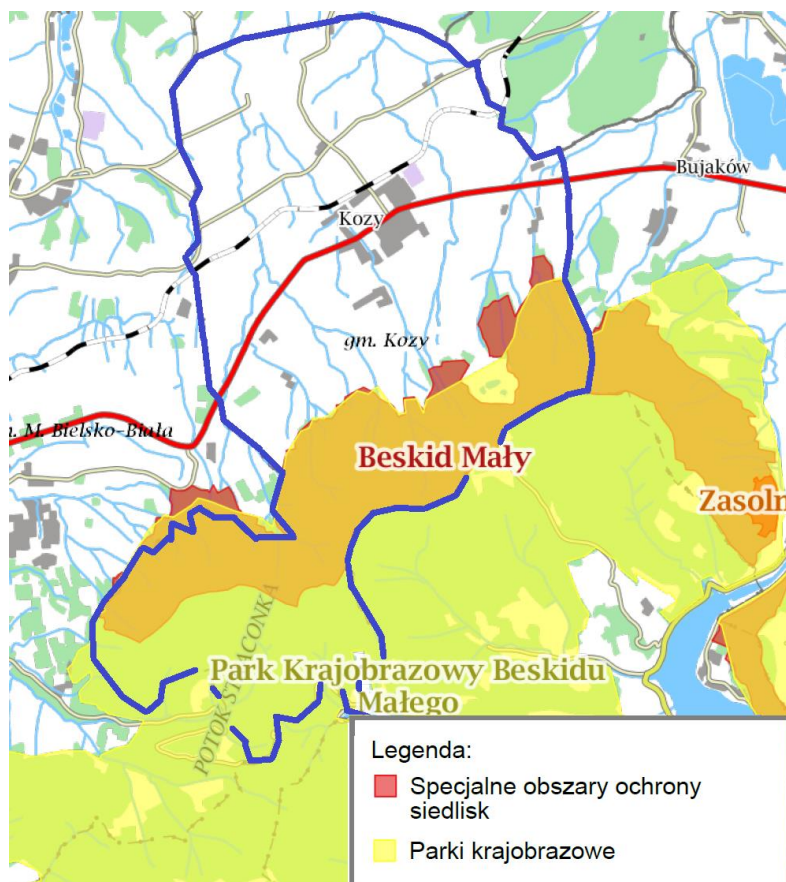 Bujaków
Kozy
gm. Kozy
M. Bielsko-Biała
Beskid Mały
Zasoln
POTOK STRACONKA
Park Krajobrazowy Beskidu
Małego
Legenda:
Specjalne obszary ochrony
siedlisk
Parki krajobrazowe